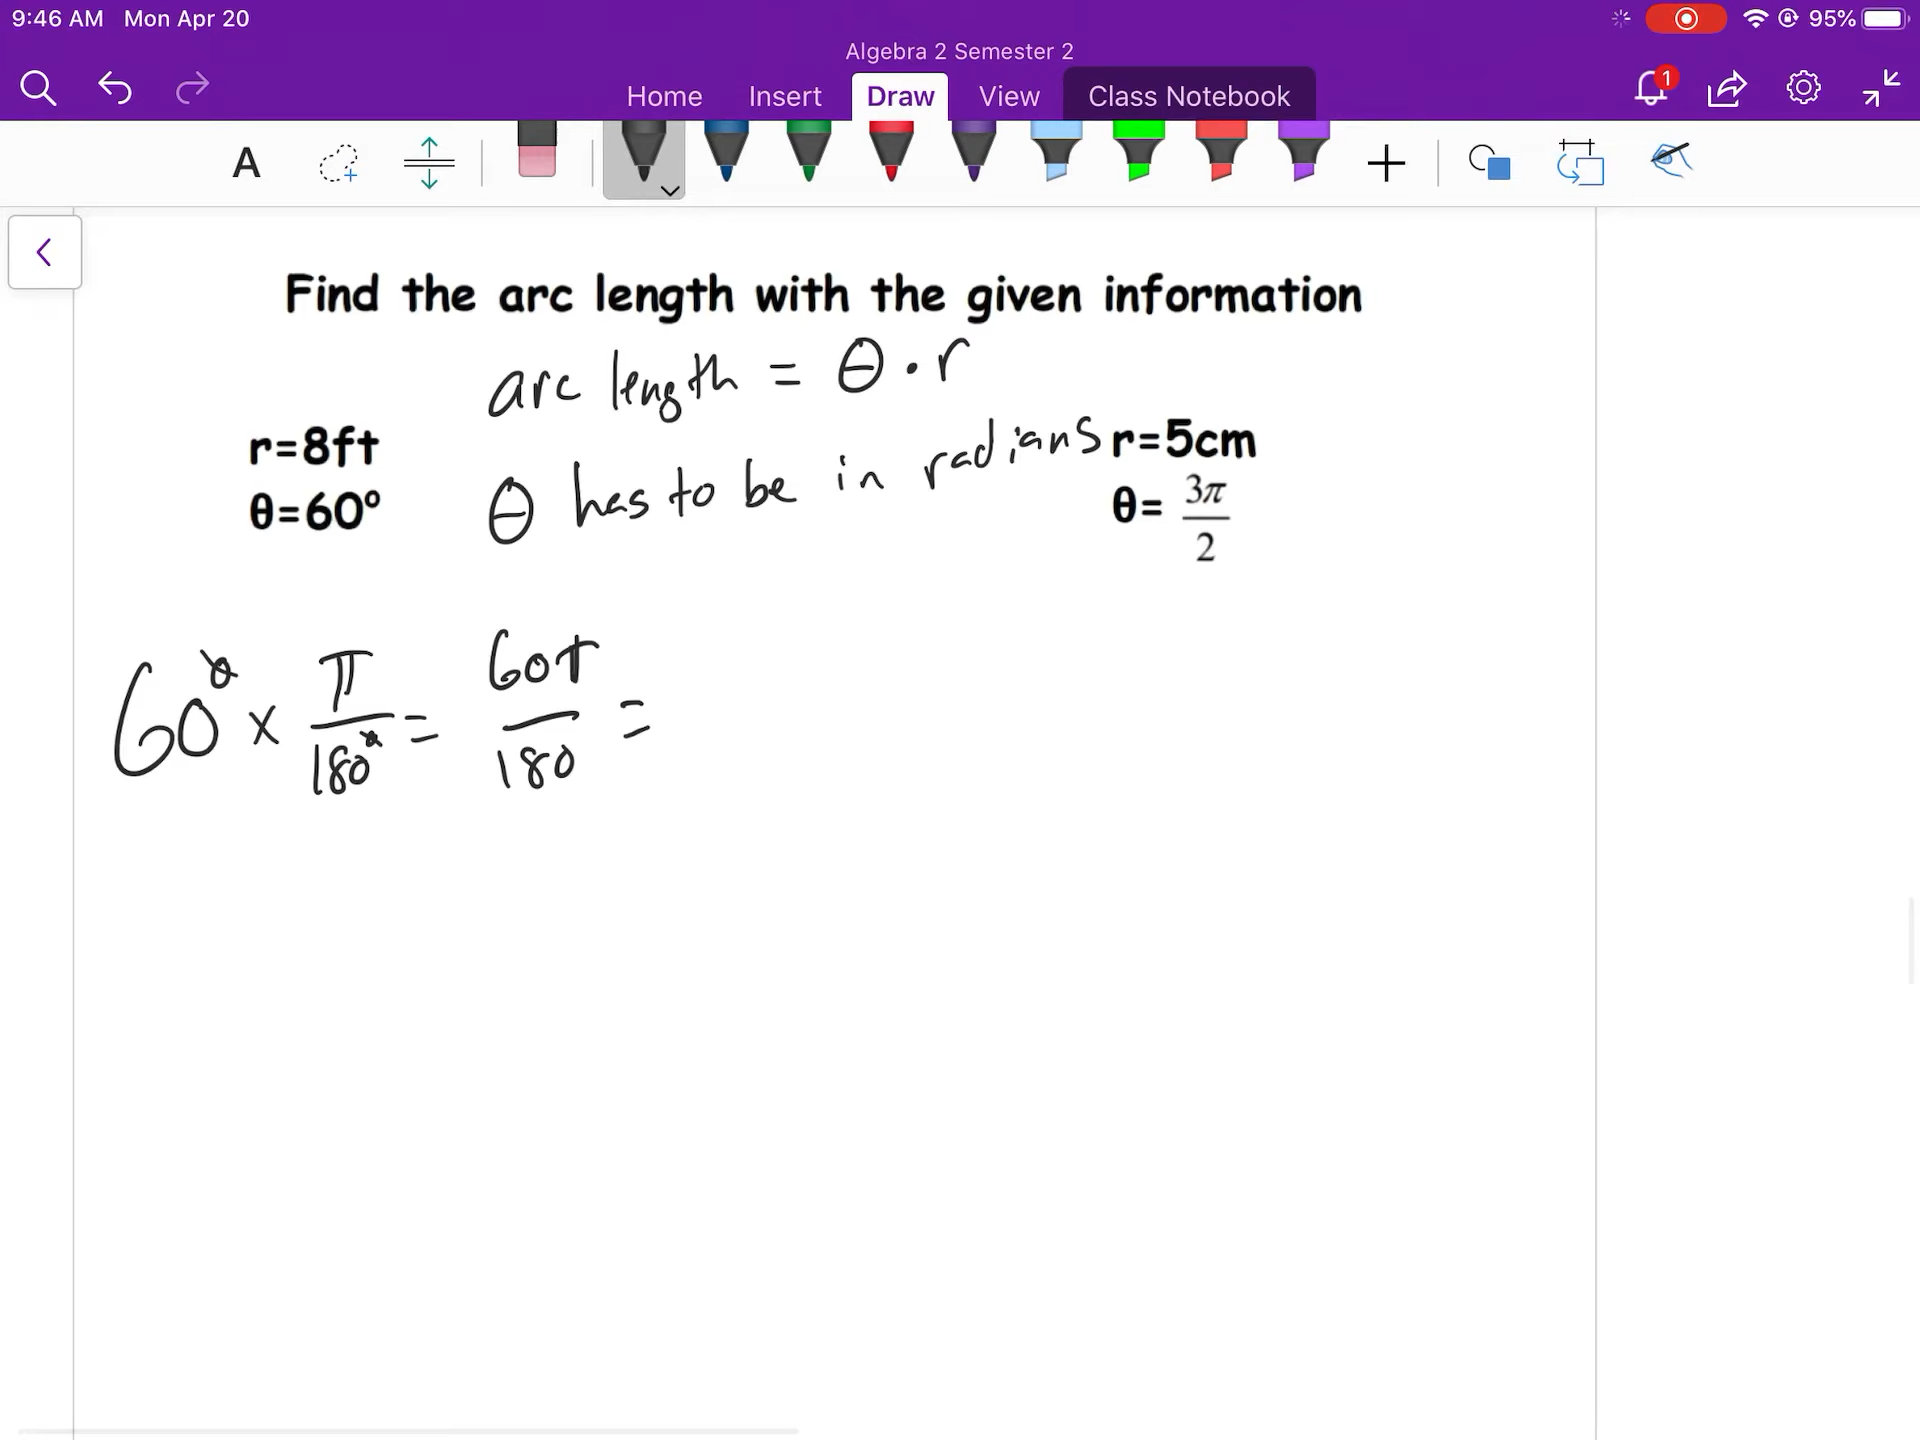 9:46 AM Mon Apr 20
95%
Algebra 2 Semester 2
Home Insert Draw View Class Notebook
1
A
Find the arc length with the given information
arc length = θ · r
r=8ft
θ=60°
θ has to be in radians
r=5cm
θ= 3π/2
60° x π/180° = 60π/180 =